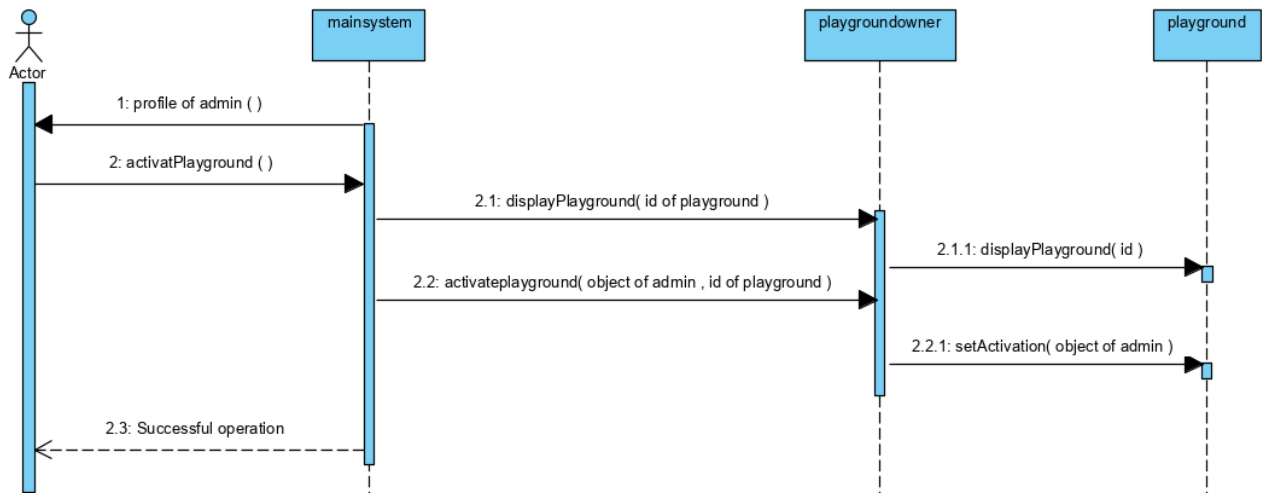 mainsystem
playgroundowner
playground
Actor
1: profile of admin ( )
2: activatPlayground ( )
2.1: displayPlayground( id of playground )
2.1.1: displayPlayground( id )
2.2: activateplayground( object of admin , id of playground )
2.2.1: setActivation( object of admin )
2.3: Successful operation